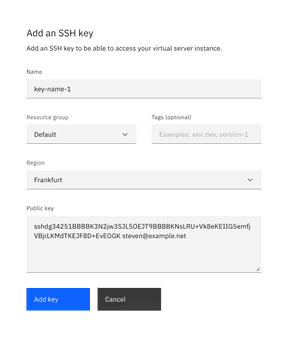 Add an SSH key
Add an SSH key to be able to access your virtual server instance.
Name
key-name-1
Resource group
Tags (optional)
Default
Examples: env:dev, version-1
Region
Frankfurt
Public key
sshdg34251BBBBK3N2jw3SJL5OEJT9BBBBKNsLRU+Vk8eKEIIG5emfj
VBjrLKMdTKEJF8D+EvEOGK steven@example.net
Add key
Cancel